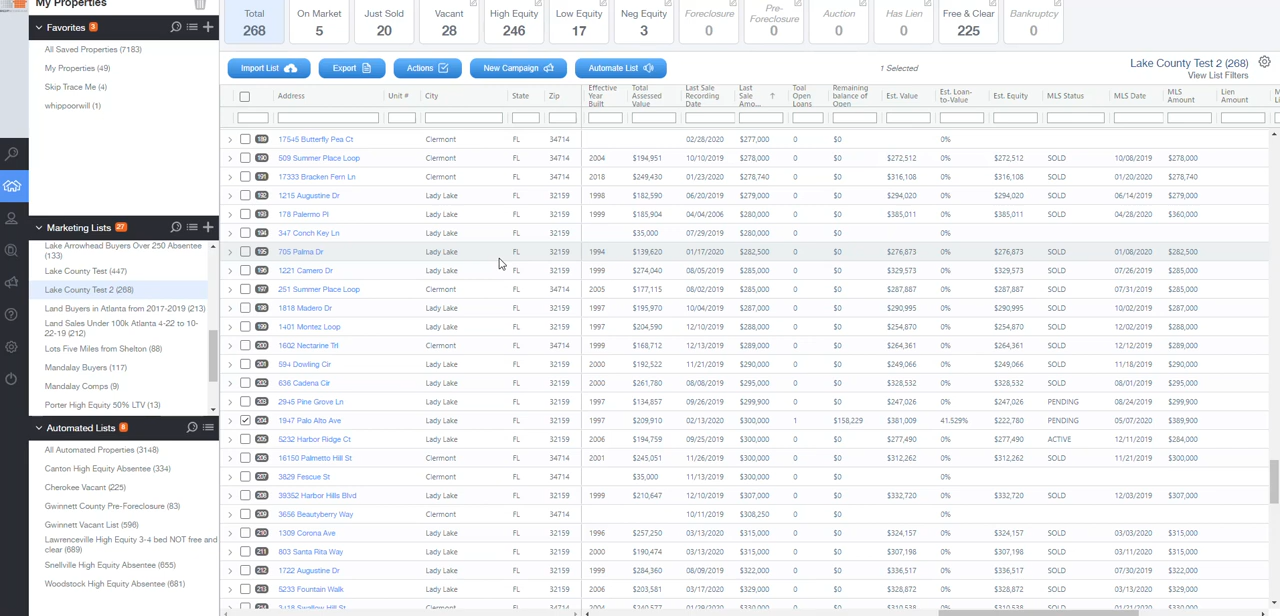 My Properties
Favorites 3
All Saved Properties (7183)
My Properties (49)
Skip Trace Me (4)
whippoorwill (1)
Marketing Lists 27
Lake Arrowhead Buyers Over 250 Absentee
(133)
Lake County Test (447)
Lake County Test 2 (268)
Land Buyers in Atlanta from 2017-2019 (213)
Land Sales Under 100k Atlanta 4-22 to 10-
22-19 (212)
Lots Five Miles from Shelton (88)
Mandalay Buyers (117)
Mandalay Comps (9)
Porter High Equity 50% LTV (13)
Automated Lists 8
All Automated Properties (3148)
Canton High Equity Absentee (334)
Cherokee Vacant (225)
Gwinnett County Pre-Foreclosure (83)
Gwinnett Vacant List (596)
Lawrenceville High Equity 3-4 bed NOT free and
clear (689)
Snellville High Equity Absentee (655)
Woodstock High Equity Absentee (681)
Total 268
On Market 5
Just Sold 20
Vacant 28
High Equity 246
Low Equity 17
Neg Equity 3
Foreclosure 0
Pre-
Foreclosure 0
Auction 0
Has Lien 0
Free & Clear 225
Bankruptcy 0
Import List Export Actions New Campaign Automate List 1 Selected Lake County Test 2 (268)
View List Filters
Address Unit # City State Zip Effective Year Built Total Assessed Value Last Sale Recording Date Last Sale Amo... Toal Open Loans Remaining balance of Open Est. Value Est. Loan-to-Value Est. Equity MLS Status MLS Date MLS Amount Lien Amount
189 17545 Butterfly Pea Ct Clermont FL 34714 02/28/2020 $277,000 0 $0 0%
190 509 Summer Place Loop Clermont FL 34714 2004 $194,951 10/10/2019 $278,000 0 $0 $272,512 0% $272,512 SOLD 10/08/2019 $278,000
191 17333 Bracken Fern Ln Clermont FL 34714 2018 $249,430 01/23/2020 $278,740 0 $0 $316,108 0% $316,108 SOLD 01/20/2020 $278,740
192 1215 Augustine Dr Lady Lake FL 32159 1998 $182,590 06/20/2019 $279,000 0 $0 $294,020 0% $294,020 SOLD 06/14/2019 $279,000
193 178 Palermo Pl Lady Lake FL 32159 1999 $185,904 04/04/2006 $280,000 0 $0 $385,011 0% $385,011 SOLD 04/28/2020 $360,000
194 347 Conch Key Ln Lady Lake FL 32159 $35,000 07/29/2019 $280,000 0 $0 0%
195 705 Palma Dr Lady Lake FL 32159 1994 $139,620 01/17/2020 $282,500 0 $0 $276,873 0% $276,873 SOLD 01/08/2020 $282,500
196 1221 Camero Dr Lady Lake FL 32159 1999 $274,040 08/05/2019 $285,000 0 $0 $329,573 0% $329,573 SOLD 07/26/2019 $285,000
197 251 Summer Place Loop Clermont FL 34714 2005 $177,115 08/02/2019 $285,000 0 $0 $287,887 0% $287,887 SOLD 07/31/2019 $285,000
198 1818 Madero Dr Lady Lake FL 32159 1997 $195,970 10/04/2019 $287,000 0 $0 $290,995 0% $290,995 SOLD 10/02/2019 $287,000
199 1401 Montez Loop Lady Lake FL 32159 1997 $204,590 12/10/2019 $288,000 0 $0 $254,870 0% $254,870 SOLD 12/02/2019 $288,000
200 1602 Nectarine Trl Clermont FL 34714 1999 $168,712 12/13/2019 $289,000 0 $0 $264,361 0% $264,361 SOLD 12/12/2019 $289,000
201 594 Dowling Cir Lady Lake FL 32159 2000 $192,522 11/21/2019 $290,000 0 $0 $249,066 0% $249,066 SOLD 11/18/2019 $290,000
202 636 Cadena Cir Lady Lake FL 32159 2000 $261,780 08/08/2019 $295,000 0 $0 $328,532 0% $328,532 SOLD 08/01/2019 $295,000
203 2945 Pine Grove Ln Clermont FL 34714 1997 $134,857 09/26/2019 $299,900 0 $0 $247,026 0% $247,026 PENDING 08/24/2019 $299,900
204 1947 Palo Alto Ave Lady Lake FL 32159 1997 $209,910 02/13/2020 $300,000 1 $158,229 $381,009 41.529% $222,780 PENDING 05/07/2020 $389,900
205 5232 Harbor Ridge Ct Lady Lake FL 32159 2006 $194,759 09/25/2019 $300,000 0 $0 $277,490 0% $277,490 ACTIVE 12/11/2019 $284,000
206 16150 Palmetto Hill St Clermont FL 34714 2001 $245,051 11/26/2019 $300,000 0 $0 $312,262 0% $312,262 SOLD 11/21/2019 $300,000
207 3829 Fescue St Clermont FL 34714 $35,000 11/13/2019 $300,000 0 $0 0%
208 39352 Harbor Hills Blvd Lady Lake FL 32159 1999 $210,647 12/10/2019 $307,000 0 $0 $332,720 0% $332,720 SOLD 12/03/2019 $307,000
209 3656 Beautyberry Way Clermont FL 34714 10/11/2019 $308,250 0 $0 0%
210 1309 Corona Ave Lady Lake FL 32159 1996 $257,250 03/13/2020 $315,000 0 $0 $324,157 0% $324,157 SOLD 03/03/2020 $315,000
211 803 Santa Rita Way Lady Lake FL 32159 2000 $190,474 03/13/2020 $315,000 0 $0 $307,198 0% $307,198 SOLD 03/11/2020 $315,000
212 1722 Augustine Dr Lady Lake FL 32159 1999 $284,360 08/09/2019 $322,000 0 $0 $336,517 0% $336,517 SOLD 07/30/2019 $322,000
213 5233 Fountain Walk Lady Lake FL 32159 2006 $203,581 03/17/2020 $329,000 0 $0 $310,036 0% $310,036 SOLD 03/13/2020 $329,000